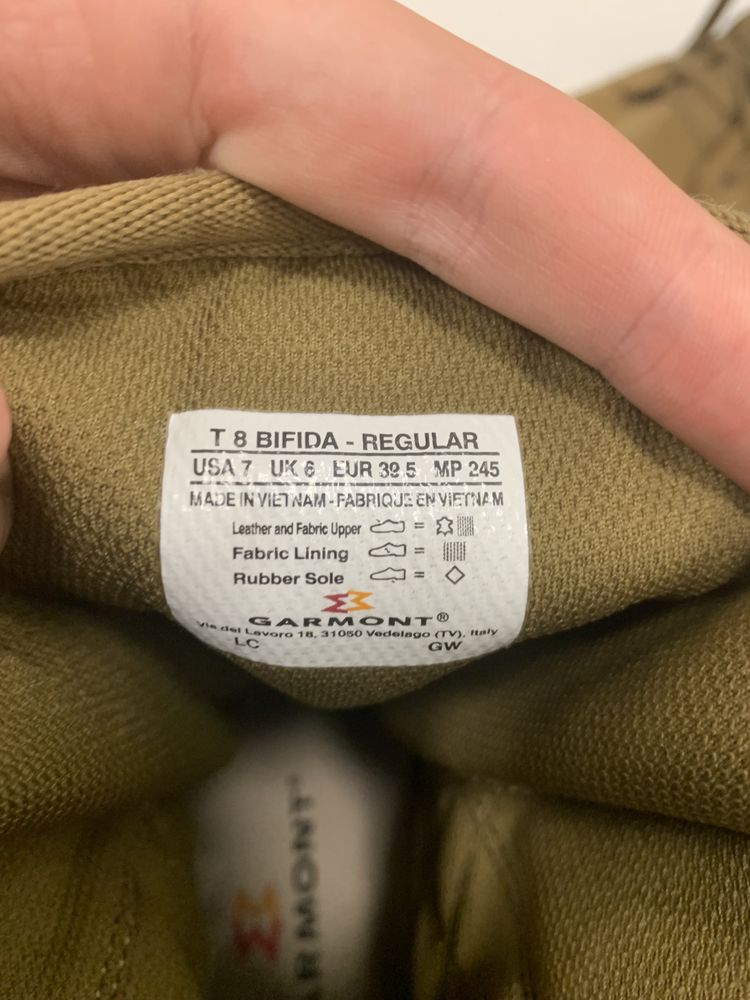 T 8 BIFIDA - REGULAR
USA 7 UK 6 EUR 39.5 MP 245
MADE IN VIETNAM - FABRIQUE EN VIETNAM
Leather and Fabric Upper =
Fabric Lining =
Rubber Sole =
GARMONT®
Via del Lavoro 18, 31050 Vedelago (TV), Italy
LC GW
GARMONT